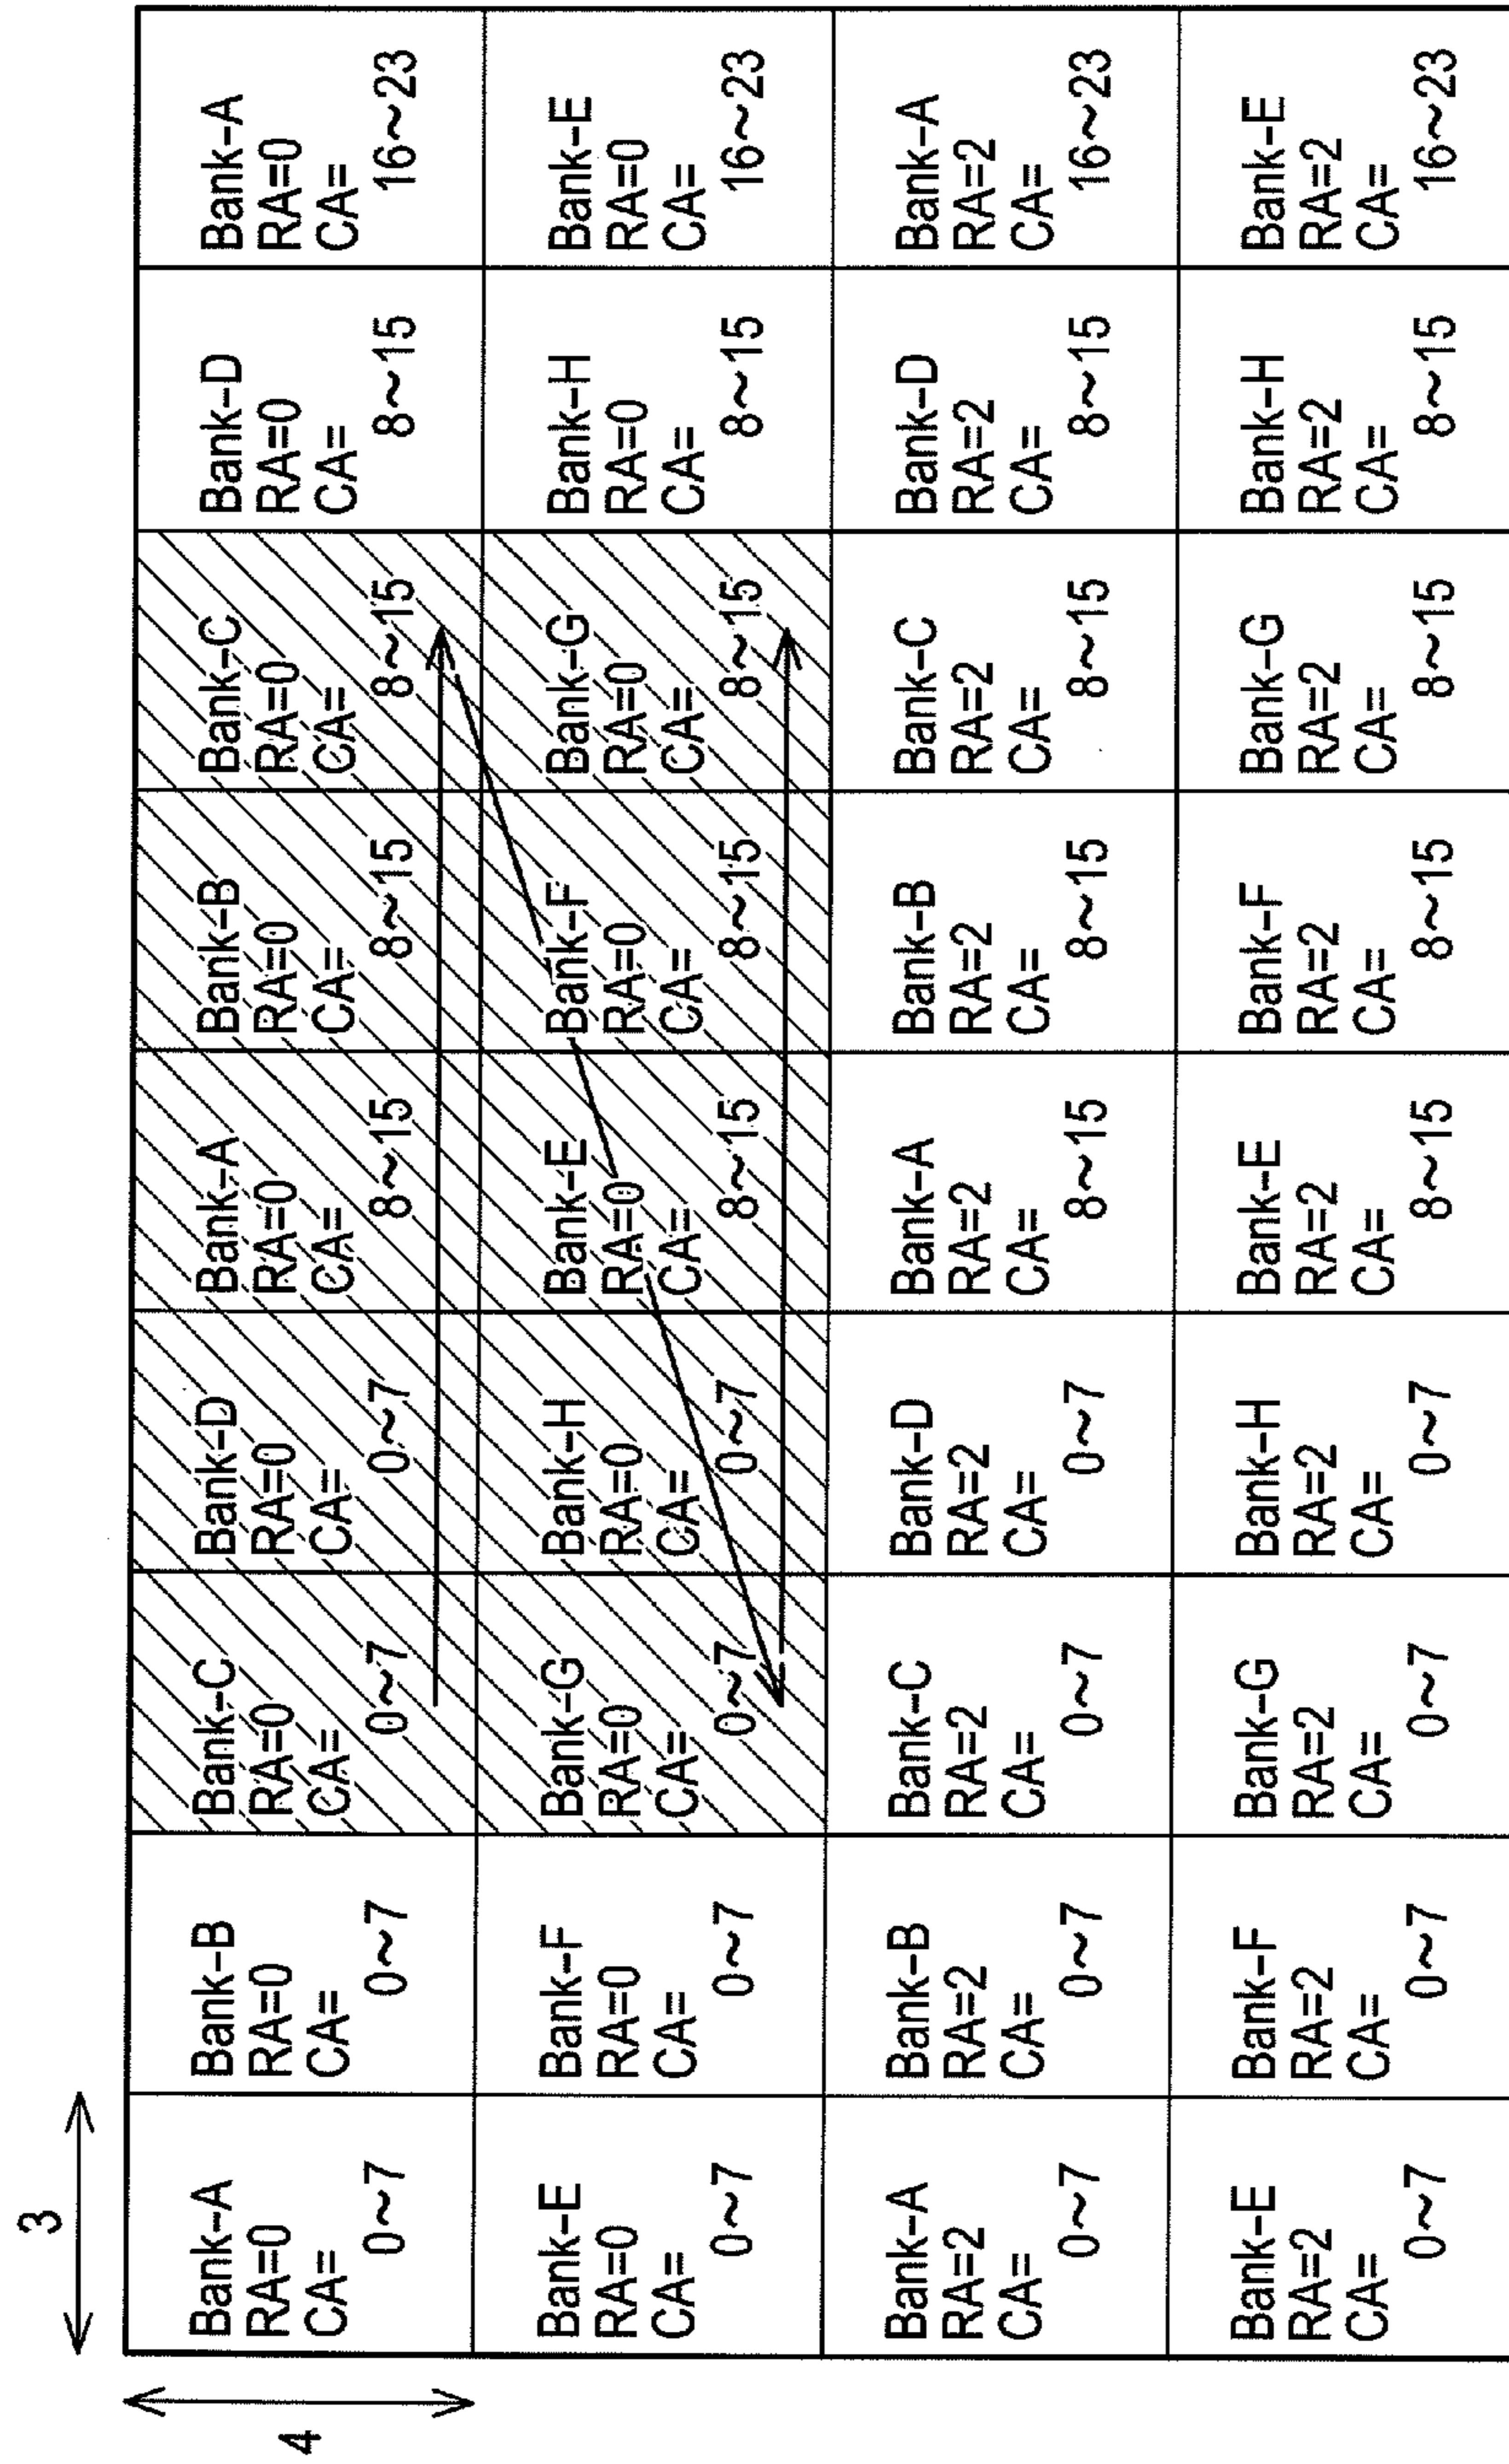 3
4
Bank-A
RA=0
CA=
0~7
Bank-B
RA=0
CA=
0~7
Bank-C
RA=0
CA=
0~7
Bank-D
RA=0
CA=
0~7
Bank-A
RA=0
CA=
8~15
Bank-B
RA=0
CA=
8~15
Bank-C
RA=0
CA=
8~15
Bank-D
RA=0
CA=
8~15
Bank-A
RA=0
CA=
16~23
Bank-E
RA=0
CA=
0~7
Bank-F
RA=0
CA=
0~7
Bank-G
RA=0
CA=
0~7
Bank-H
RA=0
CA=
0~7
Bank-E
RA=0
CA=
8~15
Bank-F
RA=0
CA=
8~15
Bank-G
RA=0
CA=
8~15
Bank-H
RA=0
CA=
8~15
Bank-E
RA=0
CA=
16~23
Bank-A
RA=2
CA=
0~7
Bank-B
RA=2
CA=
0~7
Bank-C
RA=2
CA=
0~7
Bank-D
RA=2
CA=
0~7
Bank-A
RA=2
CA=
8~15
Bank-B
RA=2
CA=
8~15
Bank-C
RA=2
CA=
8~15
Bank-D
RA=2
CA=
8~15
Bank-A
RA=2
CA=
16~23
Bank-E
RA=2
CA=
0~7
Bank-F
RA=2
CA=
0~7
Bank-G
RA=2
CA=
0~7
Bank-H
RA=2
CA=
0~7
Bank-E
RA=2
CA=
8~15
Bank-F
RA=2
CA=
8~15
Bank-G
RA=2
CA=
8~15
Bank-H
RA=2
CA=
8~15
Bank-E
RA=2
CA=
16~23